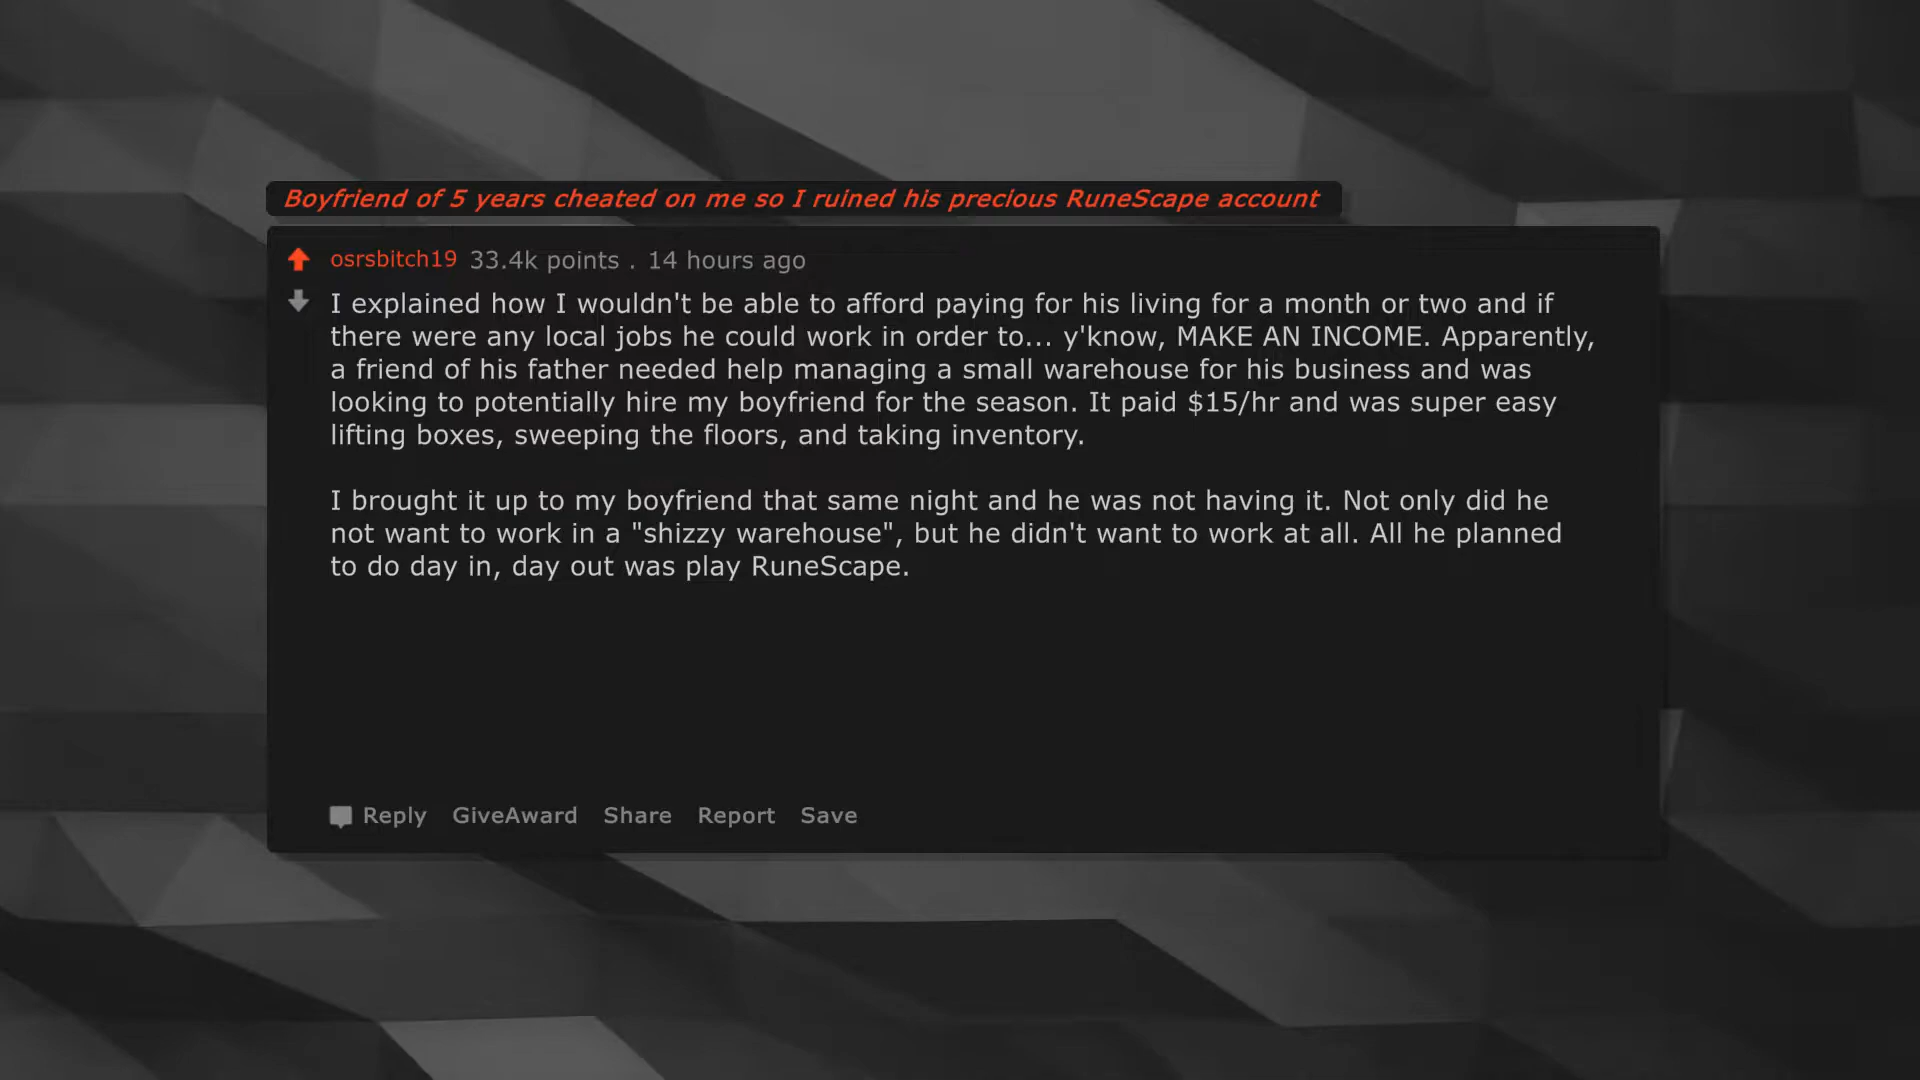 Boyfriend of 5 years cheated on me so I ruined his precious RuneScape account
osrsbitch19 33.4k points . 14 hours ago
I explained how I wouldn't be able to afford paying for his living for a month or two and if
there were any local jobs he could work in order to... y'know, MAKE AN INCOME. Apparently,
a friend of his father needed help managing a small warehouse for his business and was
looking to potentially hire my boyfriend for the season. It paid $15/hr and was super easy
lifting boxes, sweeping the floors, and taking inventory.
I brought it up to my boyfriend that same night and he was not having it. Not only did he
not want to work in a "shizzy warehouse", but he didn't want to work at all. All he planned
to do day in, day out was play RuneScape.
Reply GiveAward Share Report Save